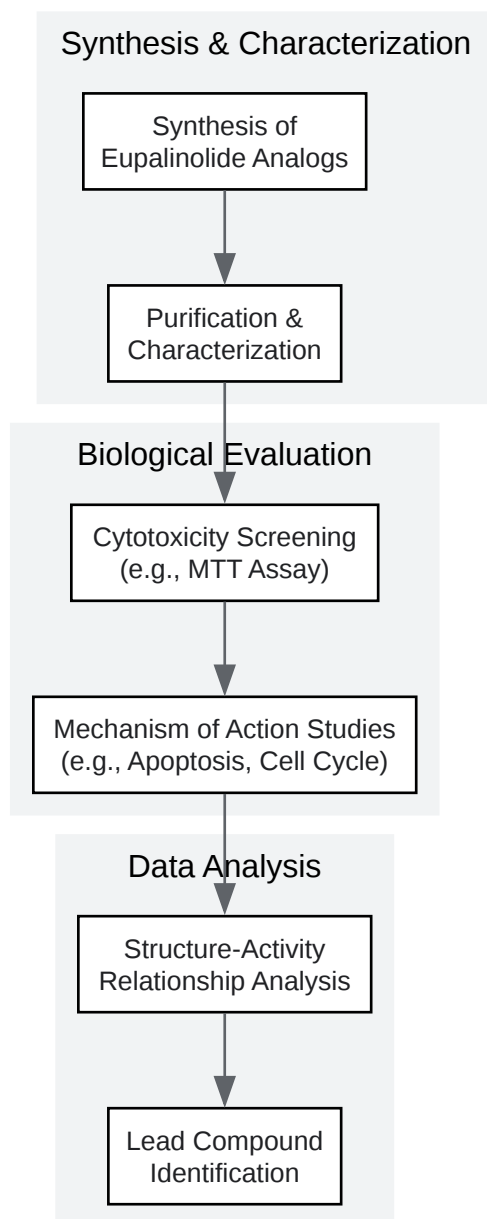 Synthesis & Characterization
Synthesis of
Eupalinolide Analogs
Purification &
Characterization
Biological Evaluation
Cytotoxicity Screening
(e.g., MTT Assay)
Mechanism of Action Studies
(e.g., Apoptosis, Cell Cycle)
Data Analysis
Structure-Activity
Relationship Analysis
Lead Compound
Identification